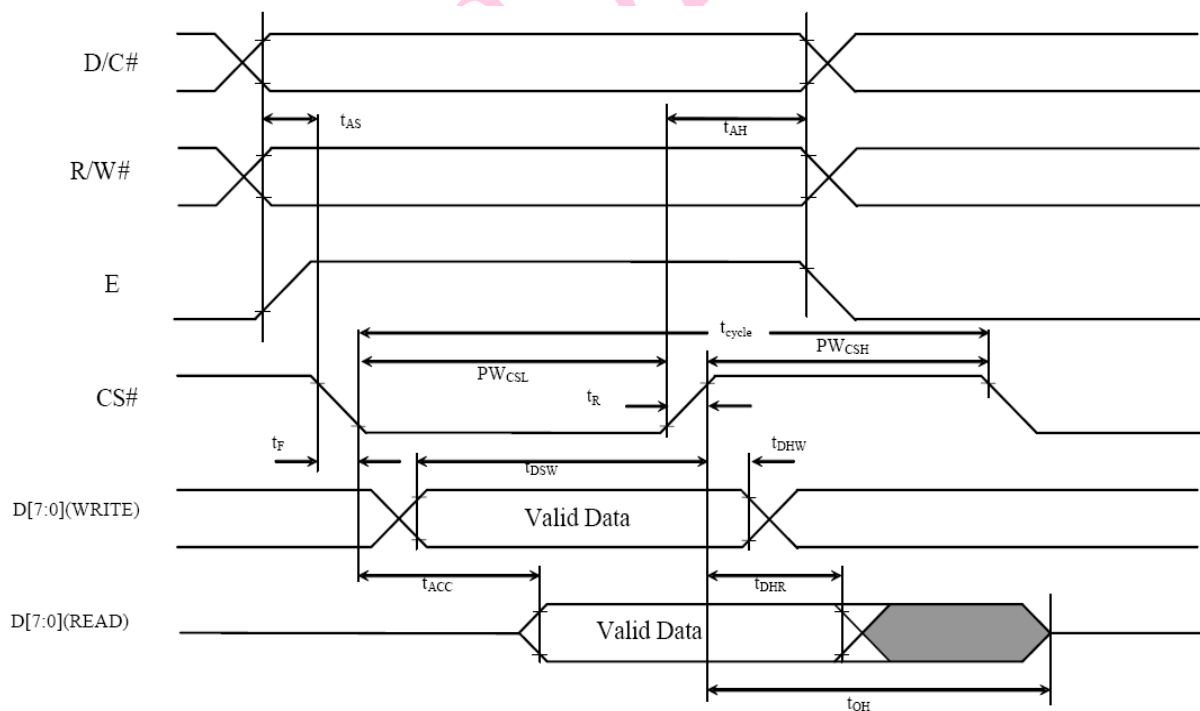 D/C#
tAS
tAH
R/W#
E
tcycle
PWCSH
PWCSL
CS#
tR
tF
tDHW
tDSW
D[7:0](WRITE)
Valid Data
tACC
tDHR
D[7:0](READ)
Valid Data
tOH